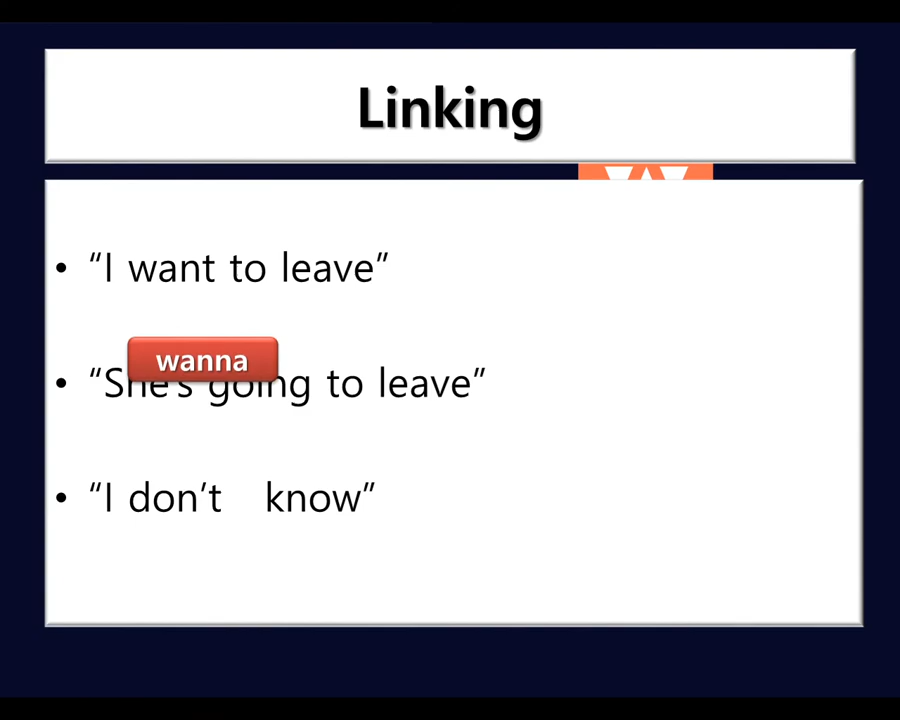 Linking
• “I want to leave”
wanna
• “She’s going to leave”
• “I don’t know”